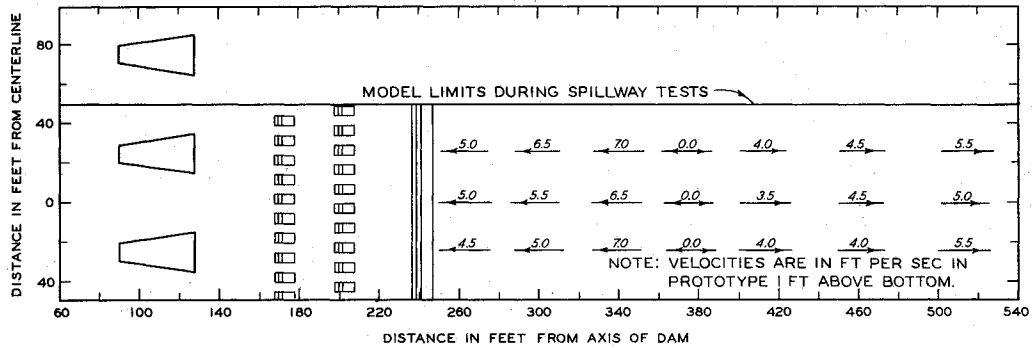 DISTANCE IN FEET FROM CENTERLINE
80
40
0
40
MODEL LIMITS DURING SPILLWAY TESTS
5.0 6.5 7.0 0.0 4.0 4.5 5.5
5.0 5.5 6.5 0.0 3.5 4.5 5.0
4.5 5.0 7.0 0.0 4.0 4.0 5.5
NOTE: VELOCITIES ARE IN FT PER SEC IN
PROTOTYPE 1 FT ABOVE BOTTOM.
60 100 140 180 220 260 300 340 380 420 460 500 540
DISTANCE IN FEET FROM AXIS OF DAM